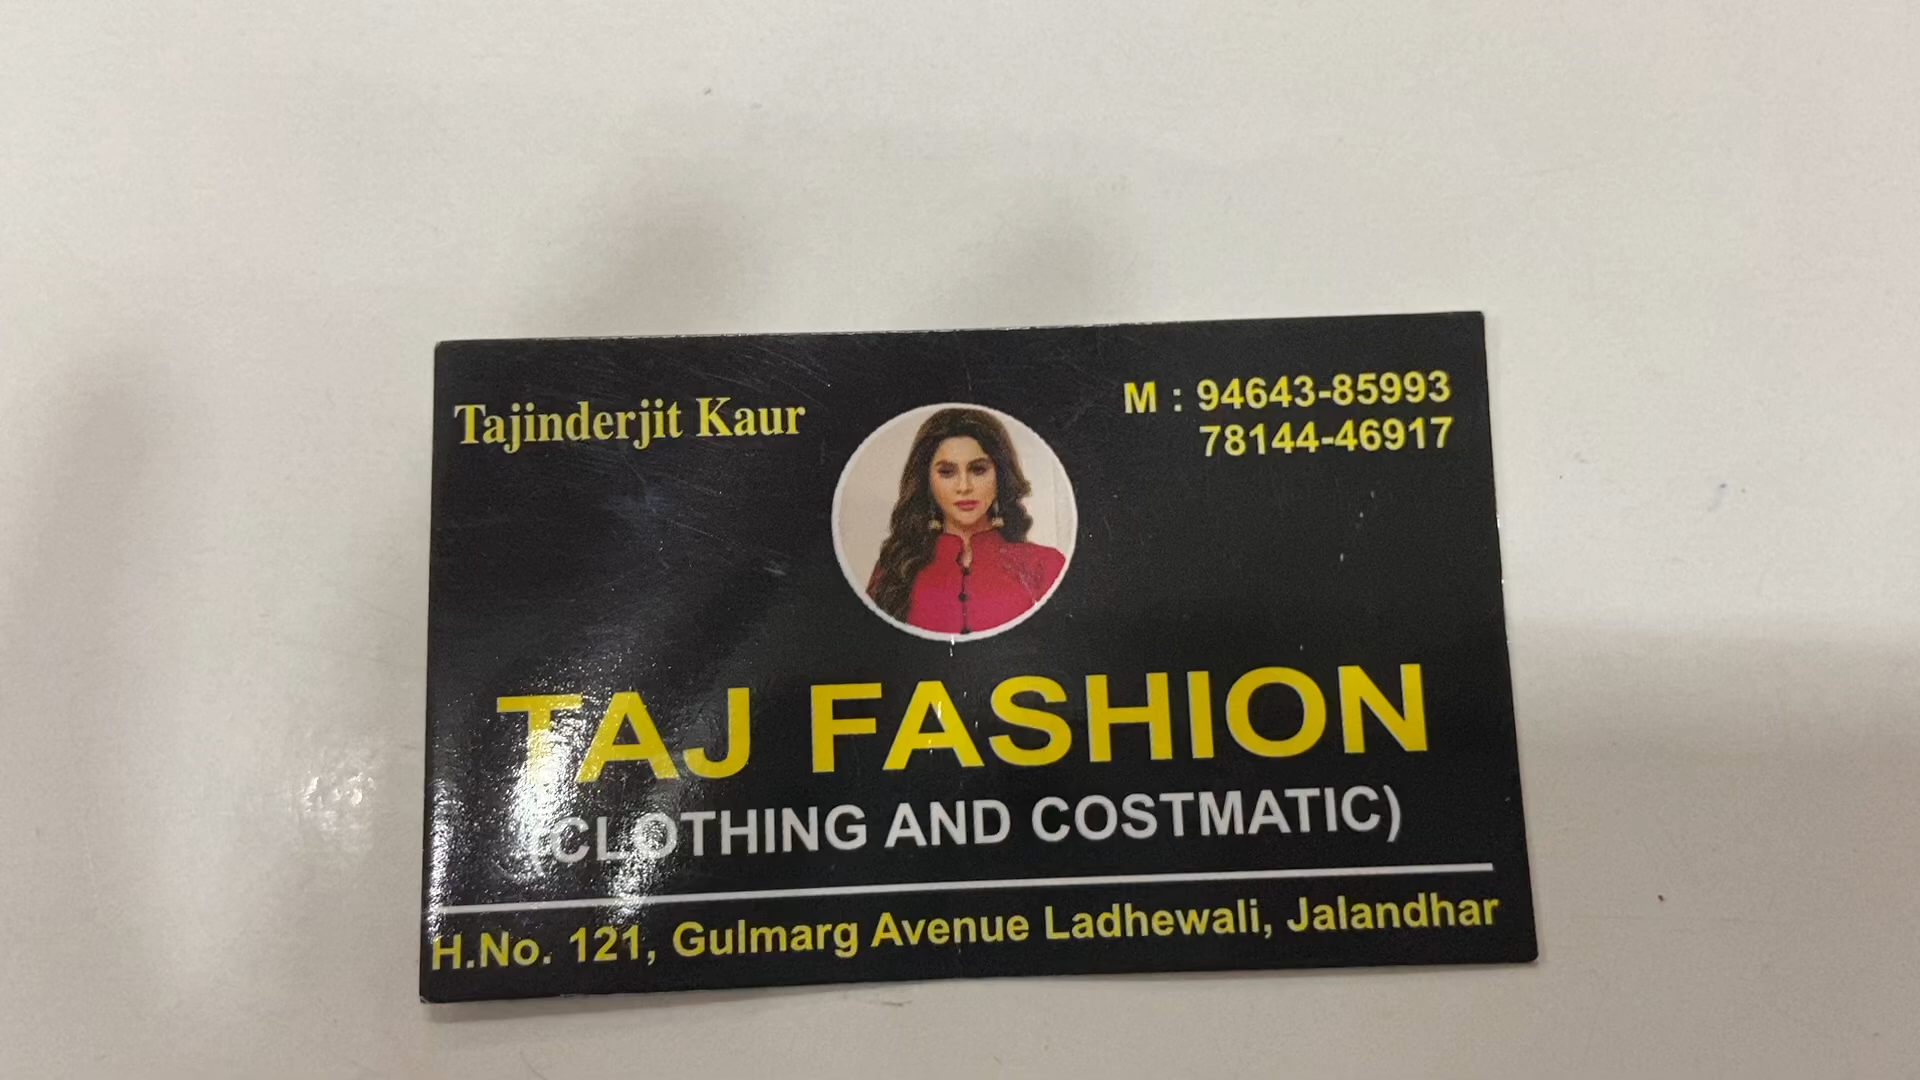 Tajinderjit Kaur
M : 94643-85993
78144-46917
TAJ FASHION
(CLOTHING AND COSTMATIC)
H.No. 121, Gulmarg Avenue Ladhewali, Jalandhar